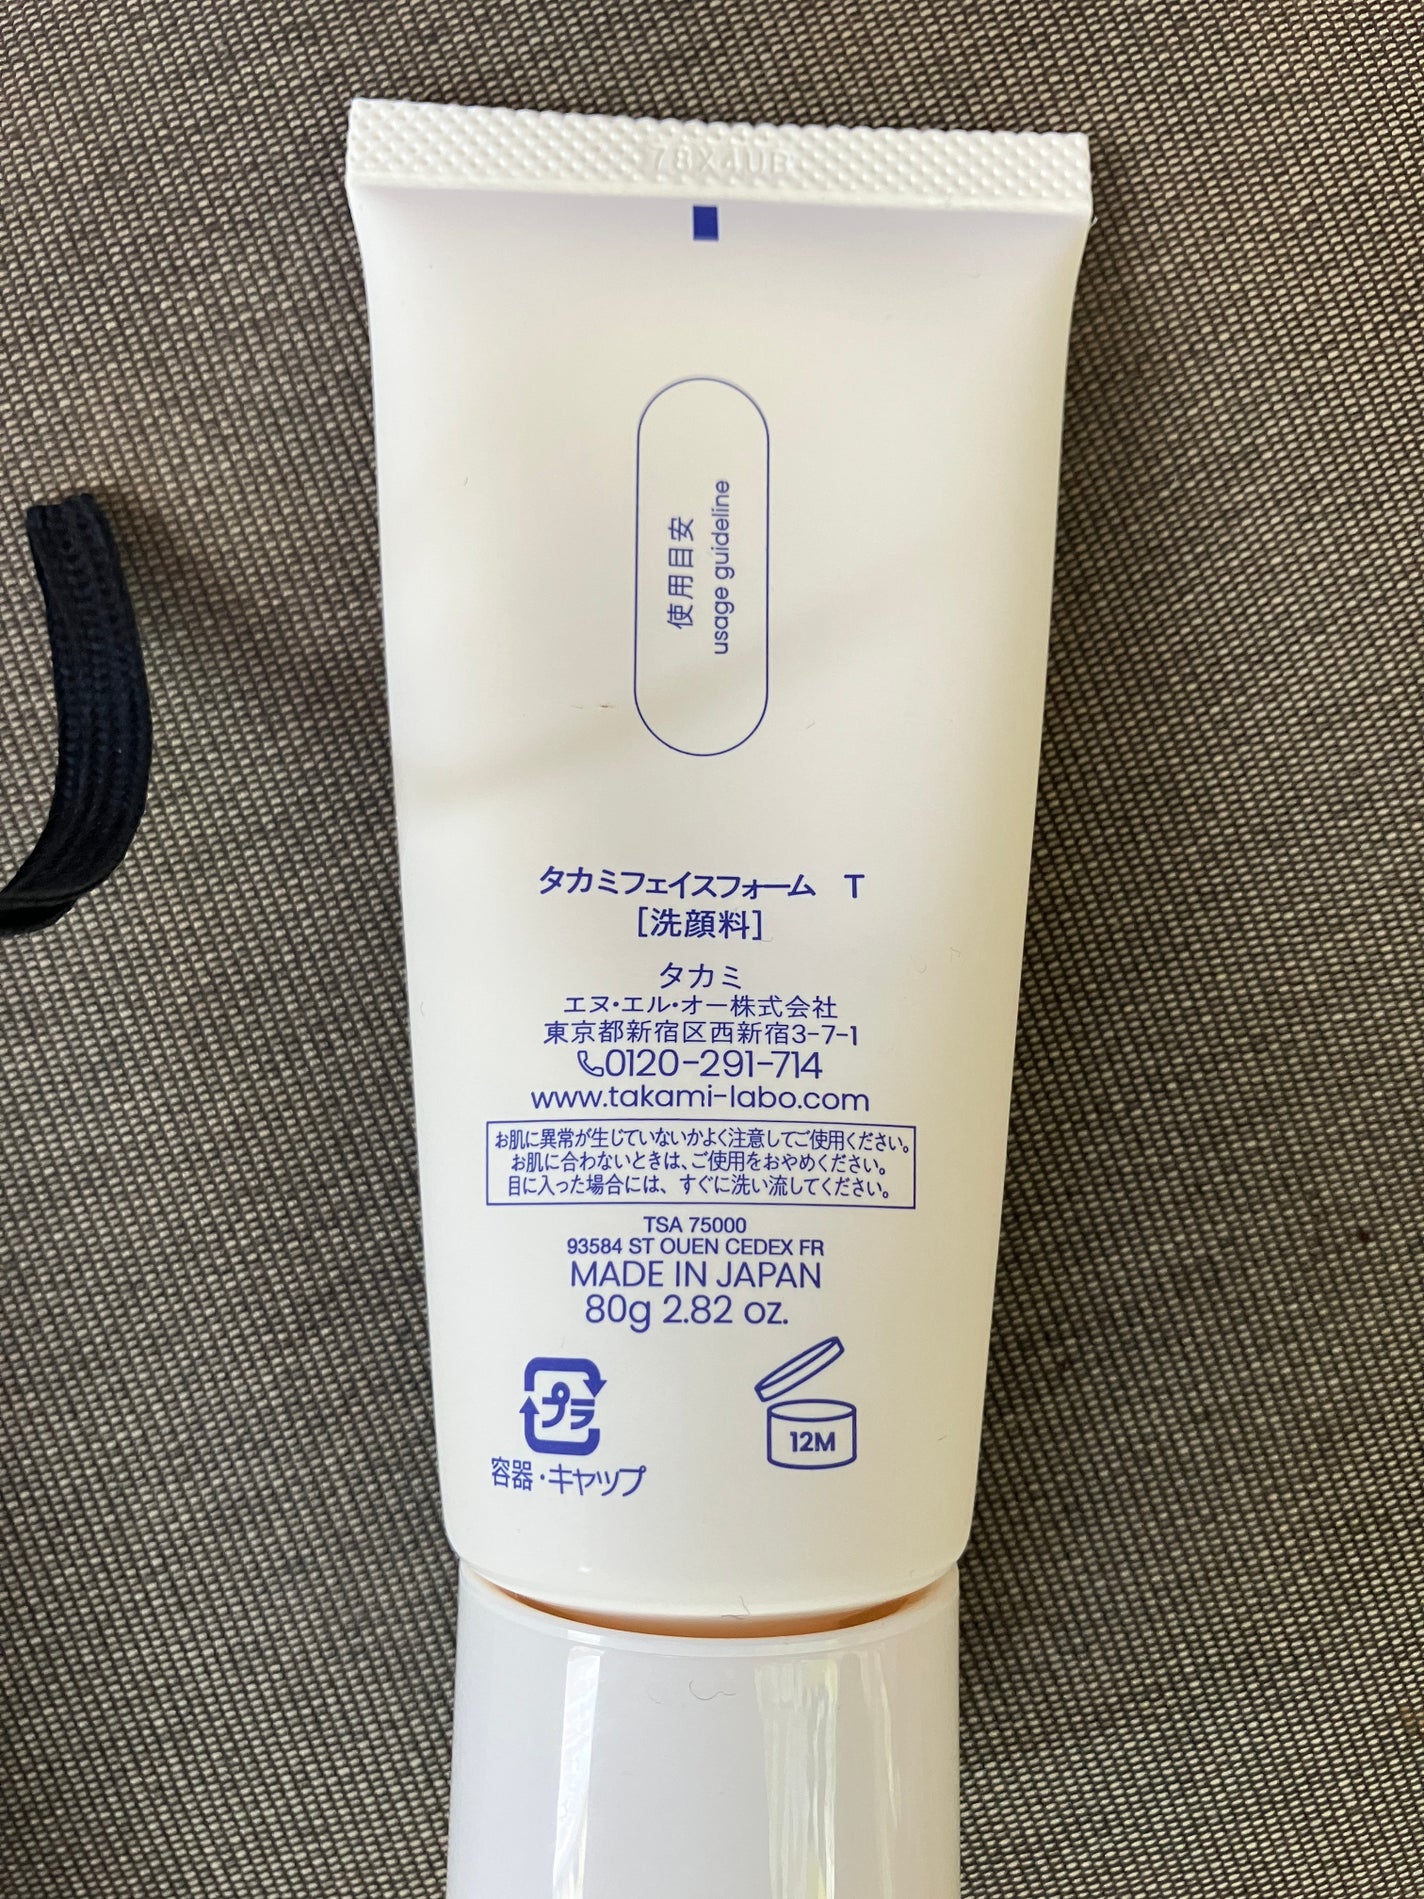 使用目安
usage guideline
タカミフェイスフォーム T
[洗顔料]
タカミ
エヌ・エル・オー株式会社
東京都新宿区西新宿3-7-1
0120-291-714
www.takami-labo.com
お肌に異常が生じていないかよく注意してご使用ください。
お肌に合わないときは、ご使用をおやめください。
目に入った場合には、すぐに洗い流してください。
TSA 75000
93584 ST OUEN CEDEX FR
MADE IN JAPAN
80g 2.82 oz.
プラ
12M
容器・キャップ